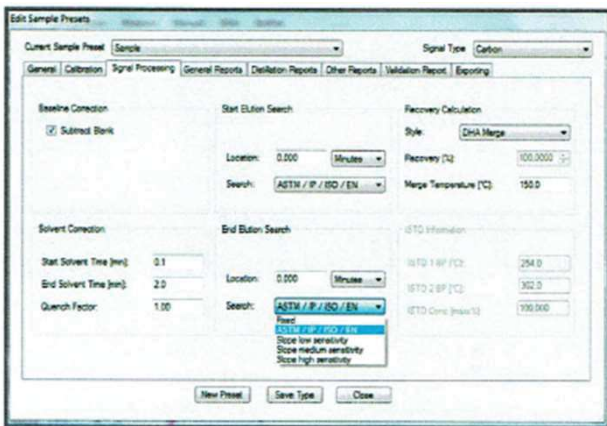 Edit Sample Presets
Current Sample Preset Sample Signal Type Carbon
General Calibration Signal Processing General Reports Distillation Reports Other Reports Validation Report Exporting
Baseline Correction
Subtract Blank
Start Elution Search
Location: 0.000 Minutes
Search: ASTM / IP / ISO / EN
Recovery Calculation
Style: DHA Merge
Recovery [%]: 100.0000
Merge Temperature [°C]: 150.0
Solvent Correction
Start Solvent Time [min]: 0.1
End Solvent Time [min]: 2.0
Quench Factor: 1.00
End Elution Search
Location: 0.000 Minutes
Search: ASTM / IP / ISO / EN
Fixed
ASTM / IP / ISO / EN
Slope low sensitivity
Slope medium sensitivity
Slope high sensitivity
ISTD Information
ISTD 1 BP [°C]: 254.0
ISTD 2 BP [°C]: 302.0
ISTD Conc [mass%]: 100.000
New Preset Save Type Close